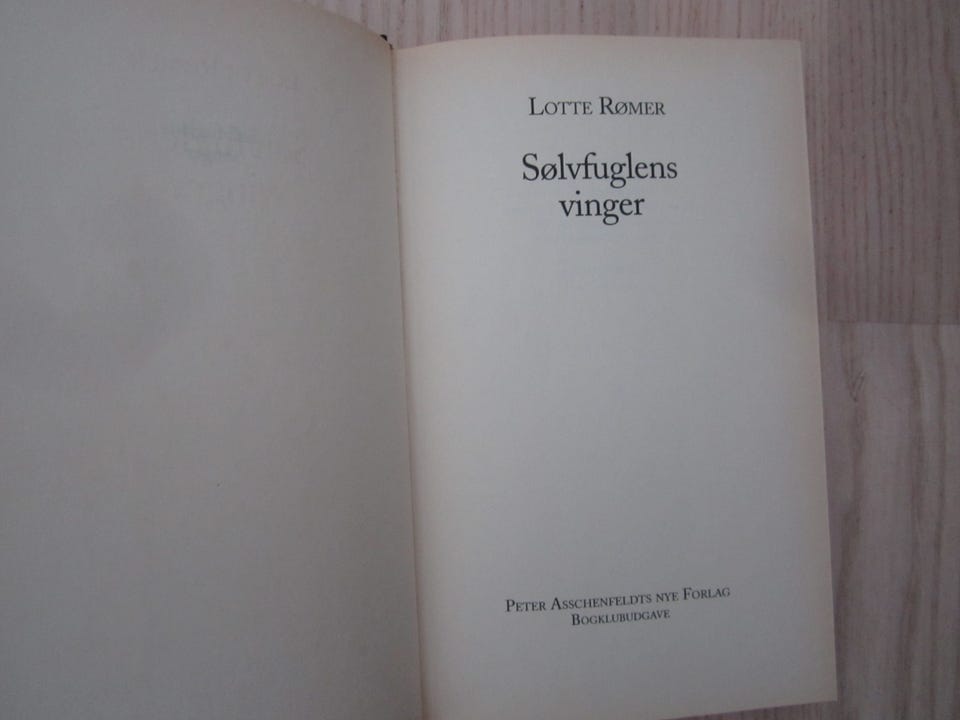 LOTTE RØMER
Sølvfuglens
vinger
PETER ASSCHENFELDTS NYE FORLAG
BOGKLUBUDGAVE